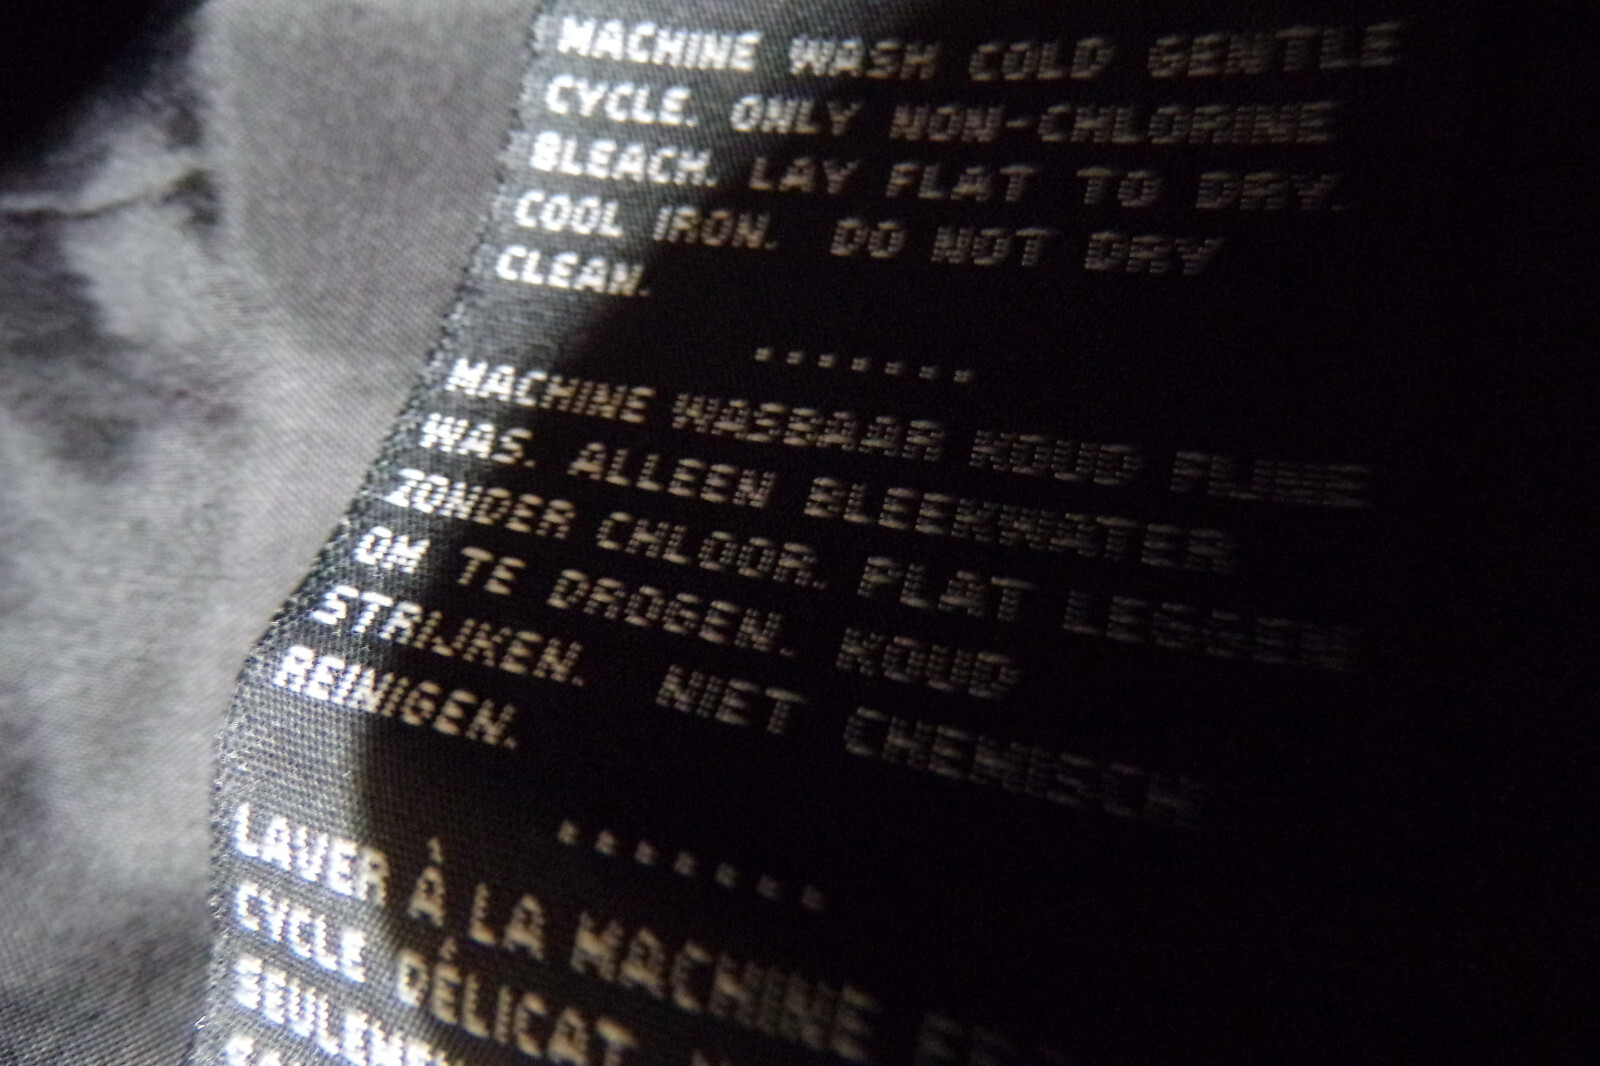 MACHINE WASH COLD GENTLE
CYCLE. ONLY NON-CHLORINE
BLEACH. LAY FLAT TO DRY.
COOL IRON. DO NOT DRY
CLEAN.
.......
MACHINE WASBAAR KOUD FIJNE
WAS. ALLEEN BLEEKWATER
ZONDER CHLOOR. PLAT LEGGEN
OM TE DROGEN. KOUD
STRIJKEN. NIET CHEMISCH
REINIGEN.
.......
LAVER À LA MACHINE
CYCLE DÉLICAT